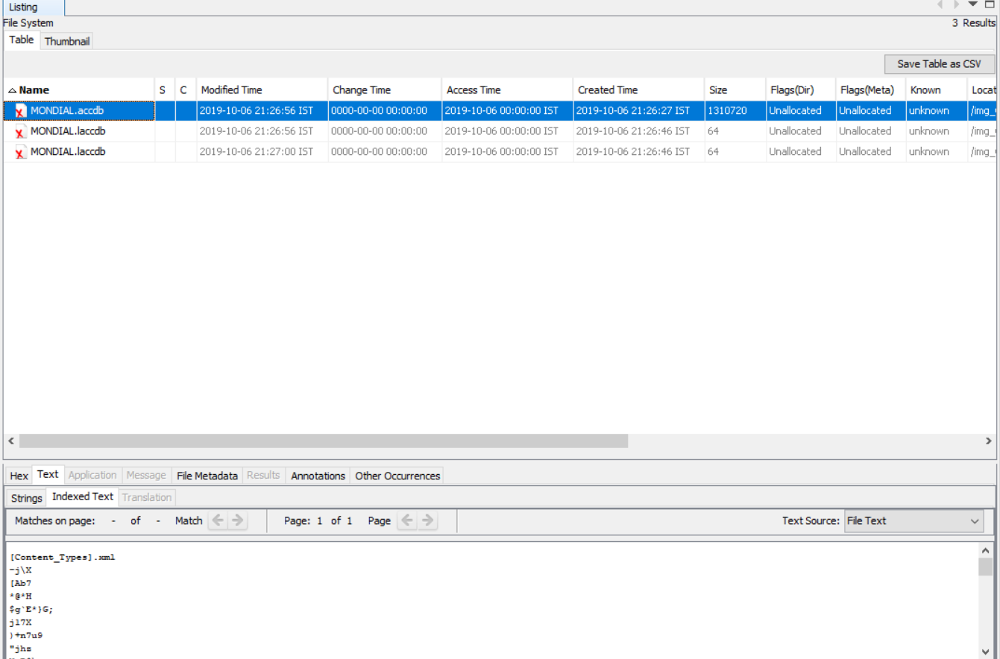 Listing
File System 3 Results
Table Thumbnail
Save Table as CSV
Name S C Modified Time Change Time Access Time Created Time Size Flags(Dir) Flags(Meta) Known Locat
MONDIAL.accdb 2019-10-06 21:26:56 IST 0000-00-00 00:00:00 2019-10-06 00:00:00 IST 2019-10-06 21:26:27 IST 1310720 Unallocated Unallocated unknown /img_
MONDIAL.laccdb 2019-10-06 21:26:56 IST 0000-00-00 00:00:00 2019-10-06 00:00:00 IST 2019-10-06 21:26:46 IST 64 Unallocated Unallocated unknown /img_
MONDIAL.laccdb 2019-10-06 21:27:00 IST 0000-00-00 00:00:00 2019-10-06 00:00:00 IST 2019-10-06 21:26:46 IST 64 Unallocated Unallocated unknown /img_
Hex Text Application Message File Metadata Results Annotations Other Occurrences
Strings Indexed Text Translation
Matches on page: - of - Match Page: 1 of 1 Page Text Source: File Text
[Content_Types].xml
-j\X
[Ab7
*@*H
$g`E*}G;
jl7X
)+n7u9
"jhs